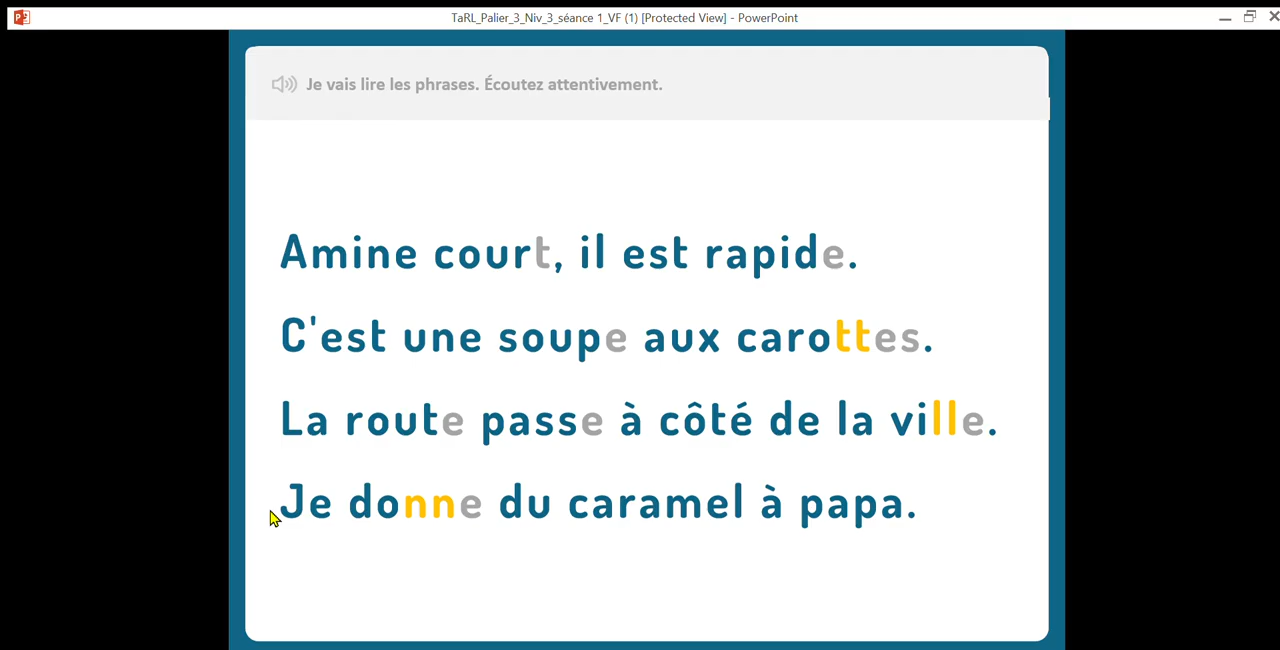 TaRL_Palier_3_Niv_3_séance 1_VF (1) [Protected View] - PowerPoint
Je vais lire les phrases. Écoutez attentivement.
Amine court, il est rapide.
C'est une soupe aux carottes.
La route passe à côté de la ville.
Je donne du caramel à papa.